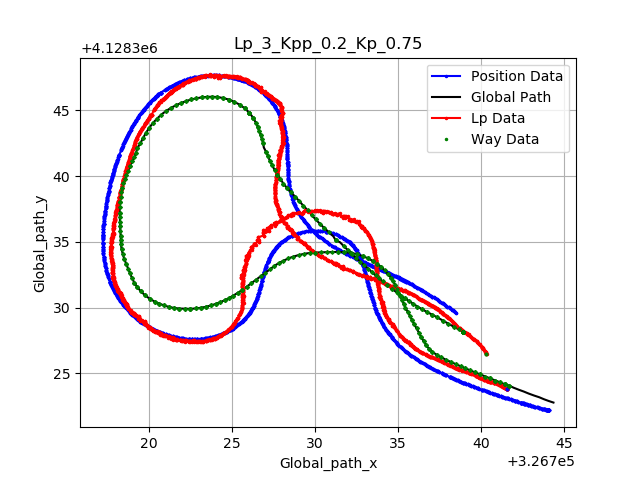 Lp_3_Kpp_0.2_Kp_0.75
+4.1283e6
Position Data
Global Path
Lp Data
Way Data
Global_path_y
45
40
35
30
25
20 25 30 35 40 45
Global_path_x
+3.267e5